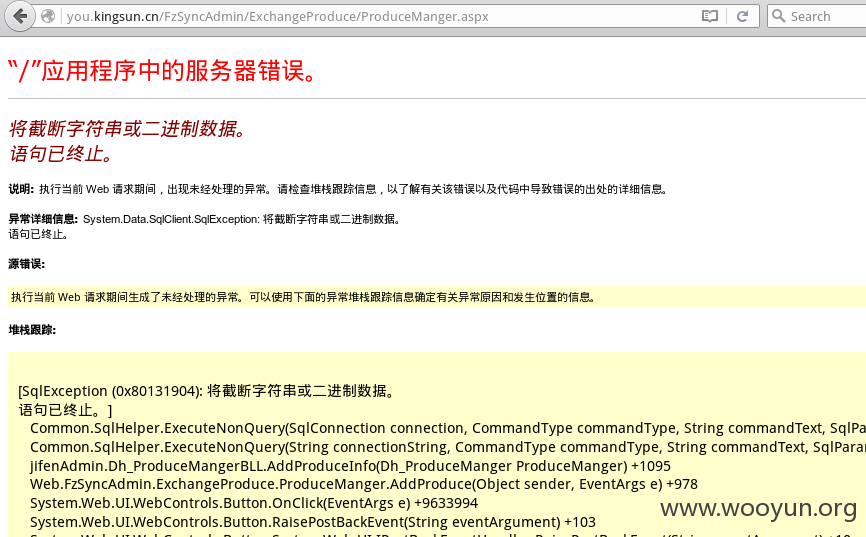 you.kingsun.cn/FzSyncAdmin/ExchangeProduce/ProduceManger.aspx
Search
“/”应用程序中的服务器错误。
将截断字符串或二进制数据。
语句已终止。
说明: 执行当前 Web 请求期间，出现未经处理的异常。请检查堆栈跟踪信息，以了解有关该错误以及代码中导致错误的出处的详细信息。
异常详细信息: System.Data.SqlClient.SqlException: 将截断字符串或二进制数据。
语句已终止。
源错误:
执行当前 Web 请求期间生成了未经处理的异常。可以使用下面的异常堆栈跟踪信息确定有关异常原因和发生位置的信息。
堆栈跟踪:
[SqlException (0x80131904): 将截断字符串或二进制数据。
语句已终止。]
Common.SqlHelper.ExecuteNonQuery(SqlConnection connection, CommandType commandType, String commandText, SqlPa
Common.SqlHelper.ExecuteNonQuery(String connectionString, CommandType commandType, String commandText, SqlParam
JifenAdmin.Dh_ProduceMangerBLL.AddProduceInfo(Dh_ProduceManger ProduceManger) +1095
Web.FzSyncAdmin.ExchangeProduce.ProduceManger.AddProduce(Object sender, EventArgs e) +978
System.Web.UI.WebControls.Button.OnClick(EventArgs e) +9633994
System.Web.UI.WebControls.Button.RaisePostBackEvent(String eventArgument) +103
www.wooyun.org